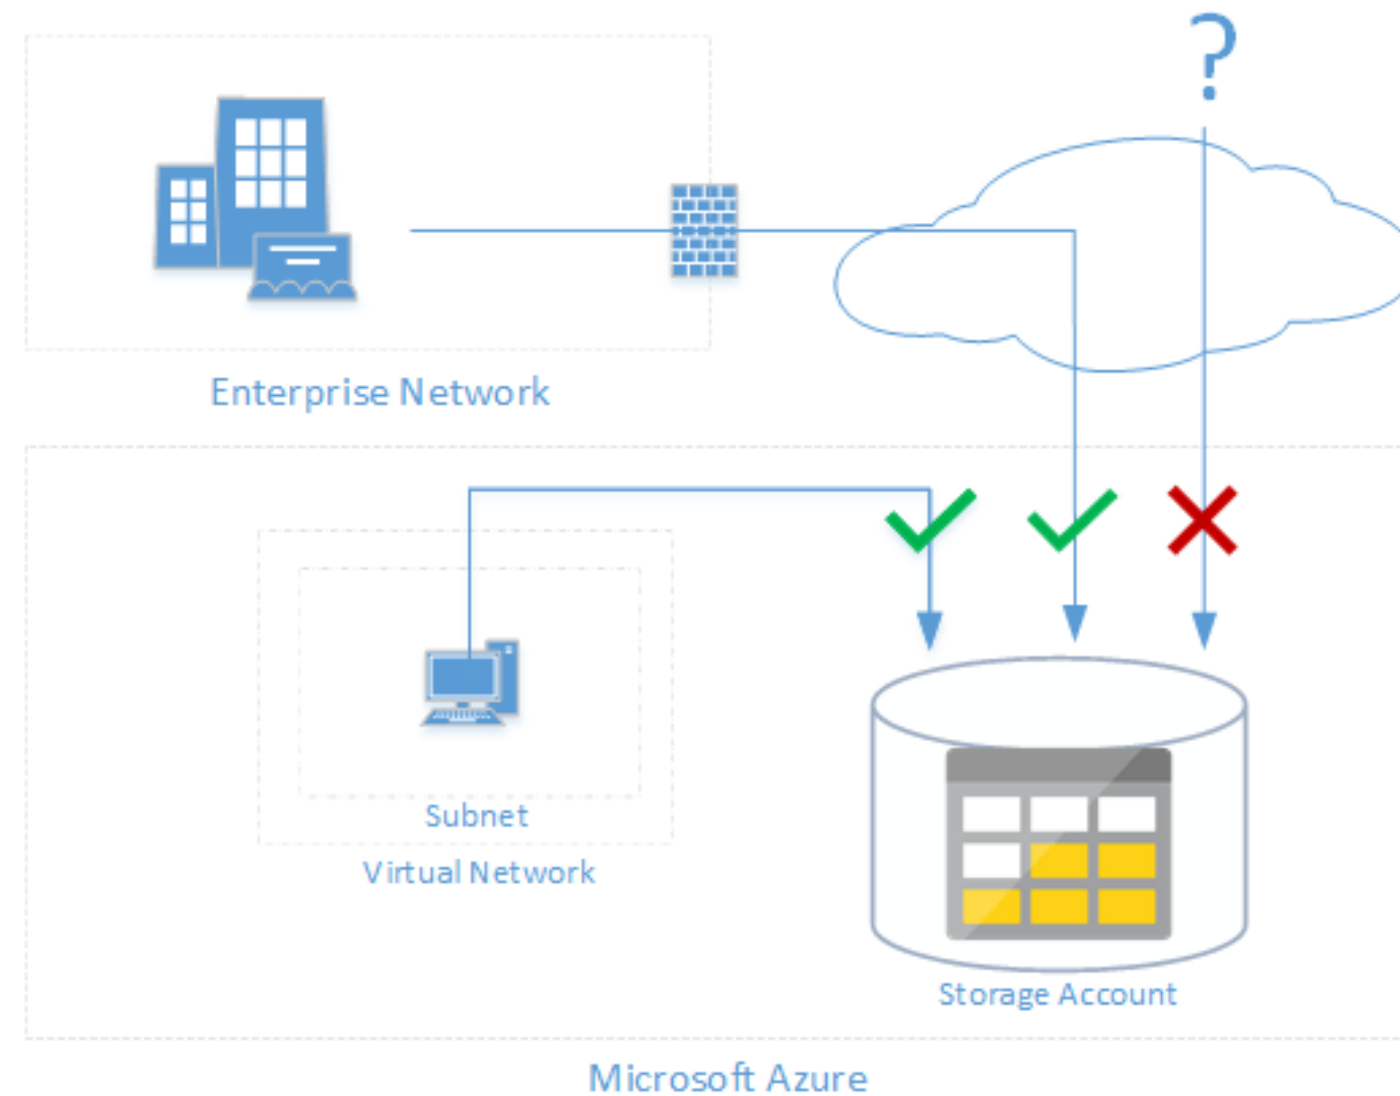 ?
Enterprise Network
Subnet
Virtual Network
Storage Account
Microsoft Azure